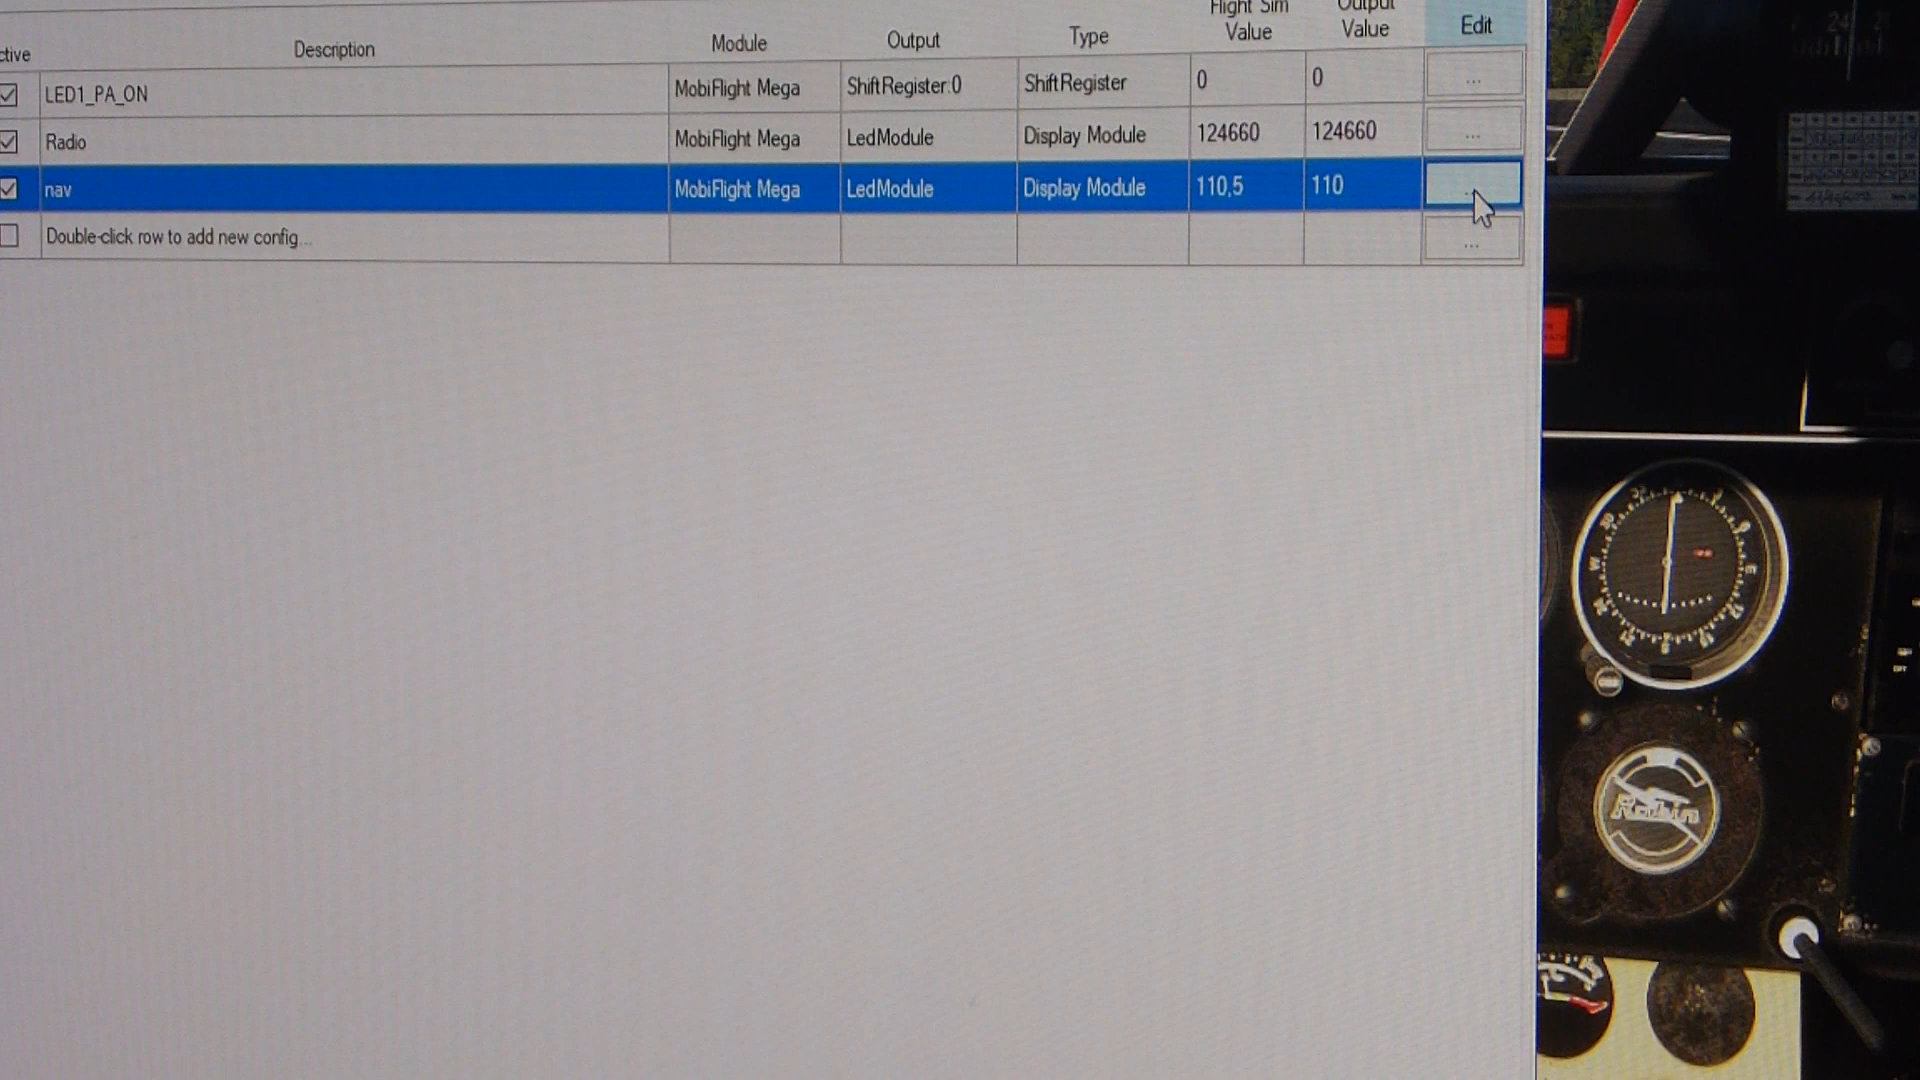 Flight Sim Output
ctive Description Module Output Type Value Value Edit
LED1_PA_ON MobiFlight Mega ShiftRegister:0 ShiftRegister 0 0 ...
Radio MobiFlight Mega LedModule Display Module 124660 124660 ...
nav MobiFlight Mega LedModule Display Module 110,5 110 ...
Double-click row to add new config... ...
24
W
E
Robin